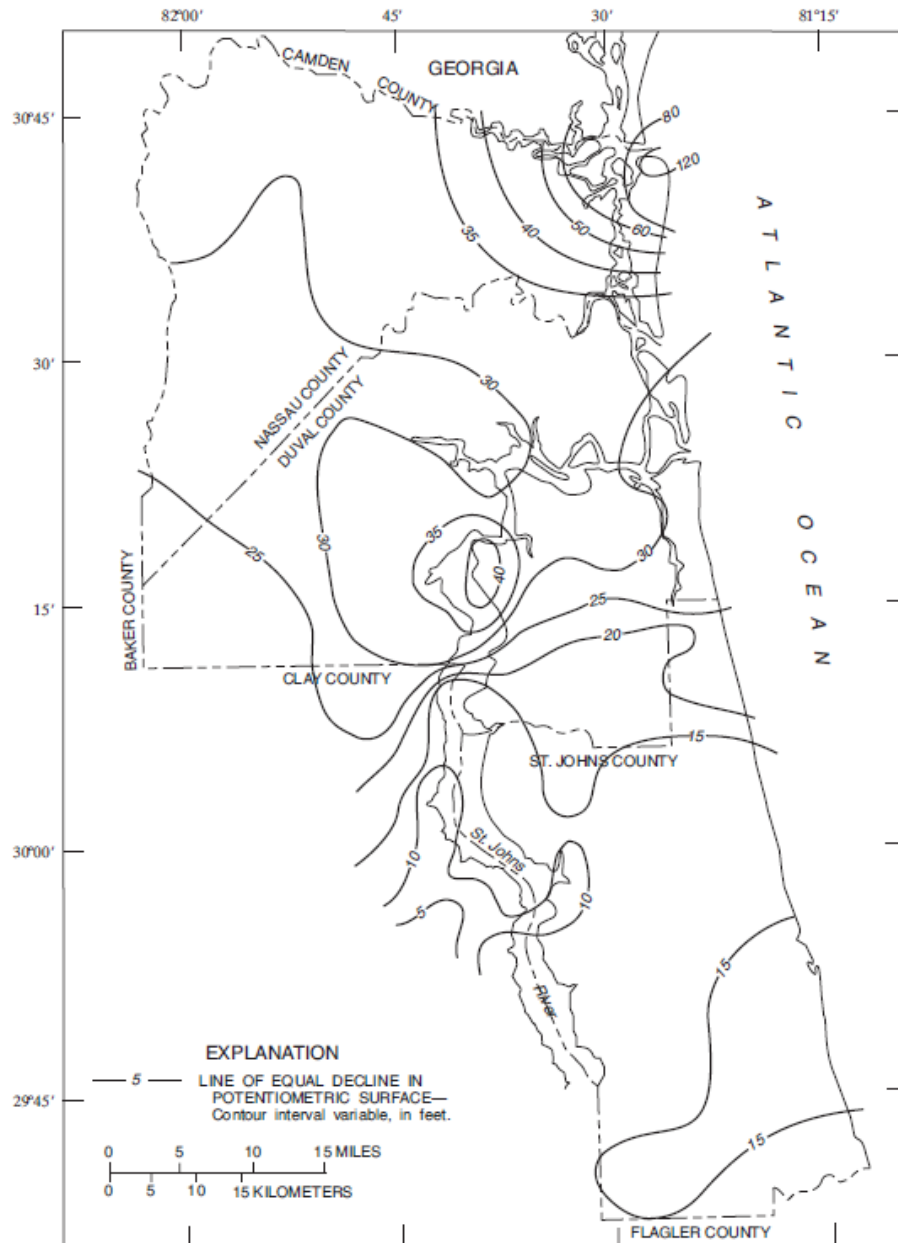 82°00'
45'
30'
81°15'
GEORGIA
CAMDEN
COUNTY
30°45'
80
120
35
40
50
60
ATLANTIC
OCEAN
30'
NASSAU COUNTY
DUVAL COUNTY
30
25
30
35
40
30
15'
25
20
BAKER COUNTY
CLAY COUNTY
15
ST. JOHNS COUNTY
30°00'
St. Johns
10
10
5
15
River
EXPLANATION
5 LINE OF EQUAL DECLINE IN
POTENTIOMETRIC SURFACE—
Contour interval variable, in feet.
29°45'
15
0 5 10 15 MILES
0 5 10 15 KILOMETERS
FLAGLER COUNTY